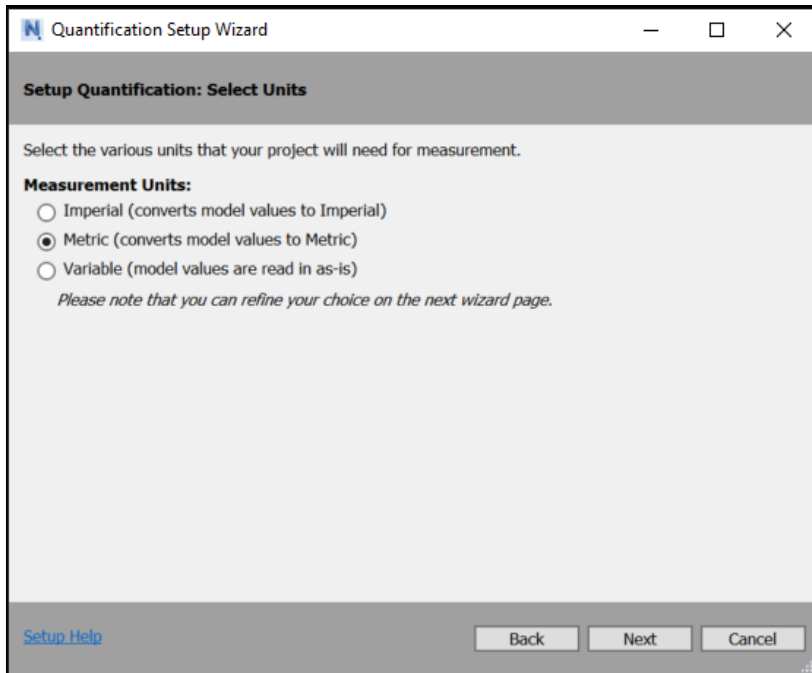 Quantification Setup Wizard
Setup Quantification: Select Units
Select the various units that your project will need for measurement.
Measurement Units:
Imperial (converts model values to Imperial)
Metric (converts model values to Metric)
Variable (model values are read in as-is)
Please note that you can refine your choice on the next wizard page.
Setup Help
Back
Next
Cancel